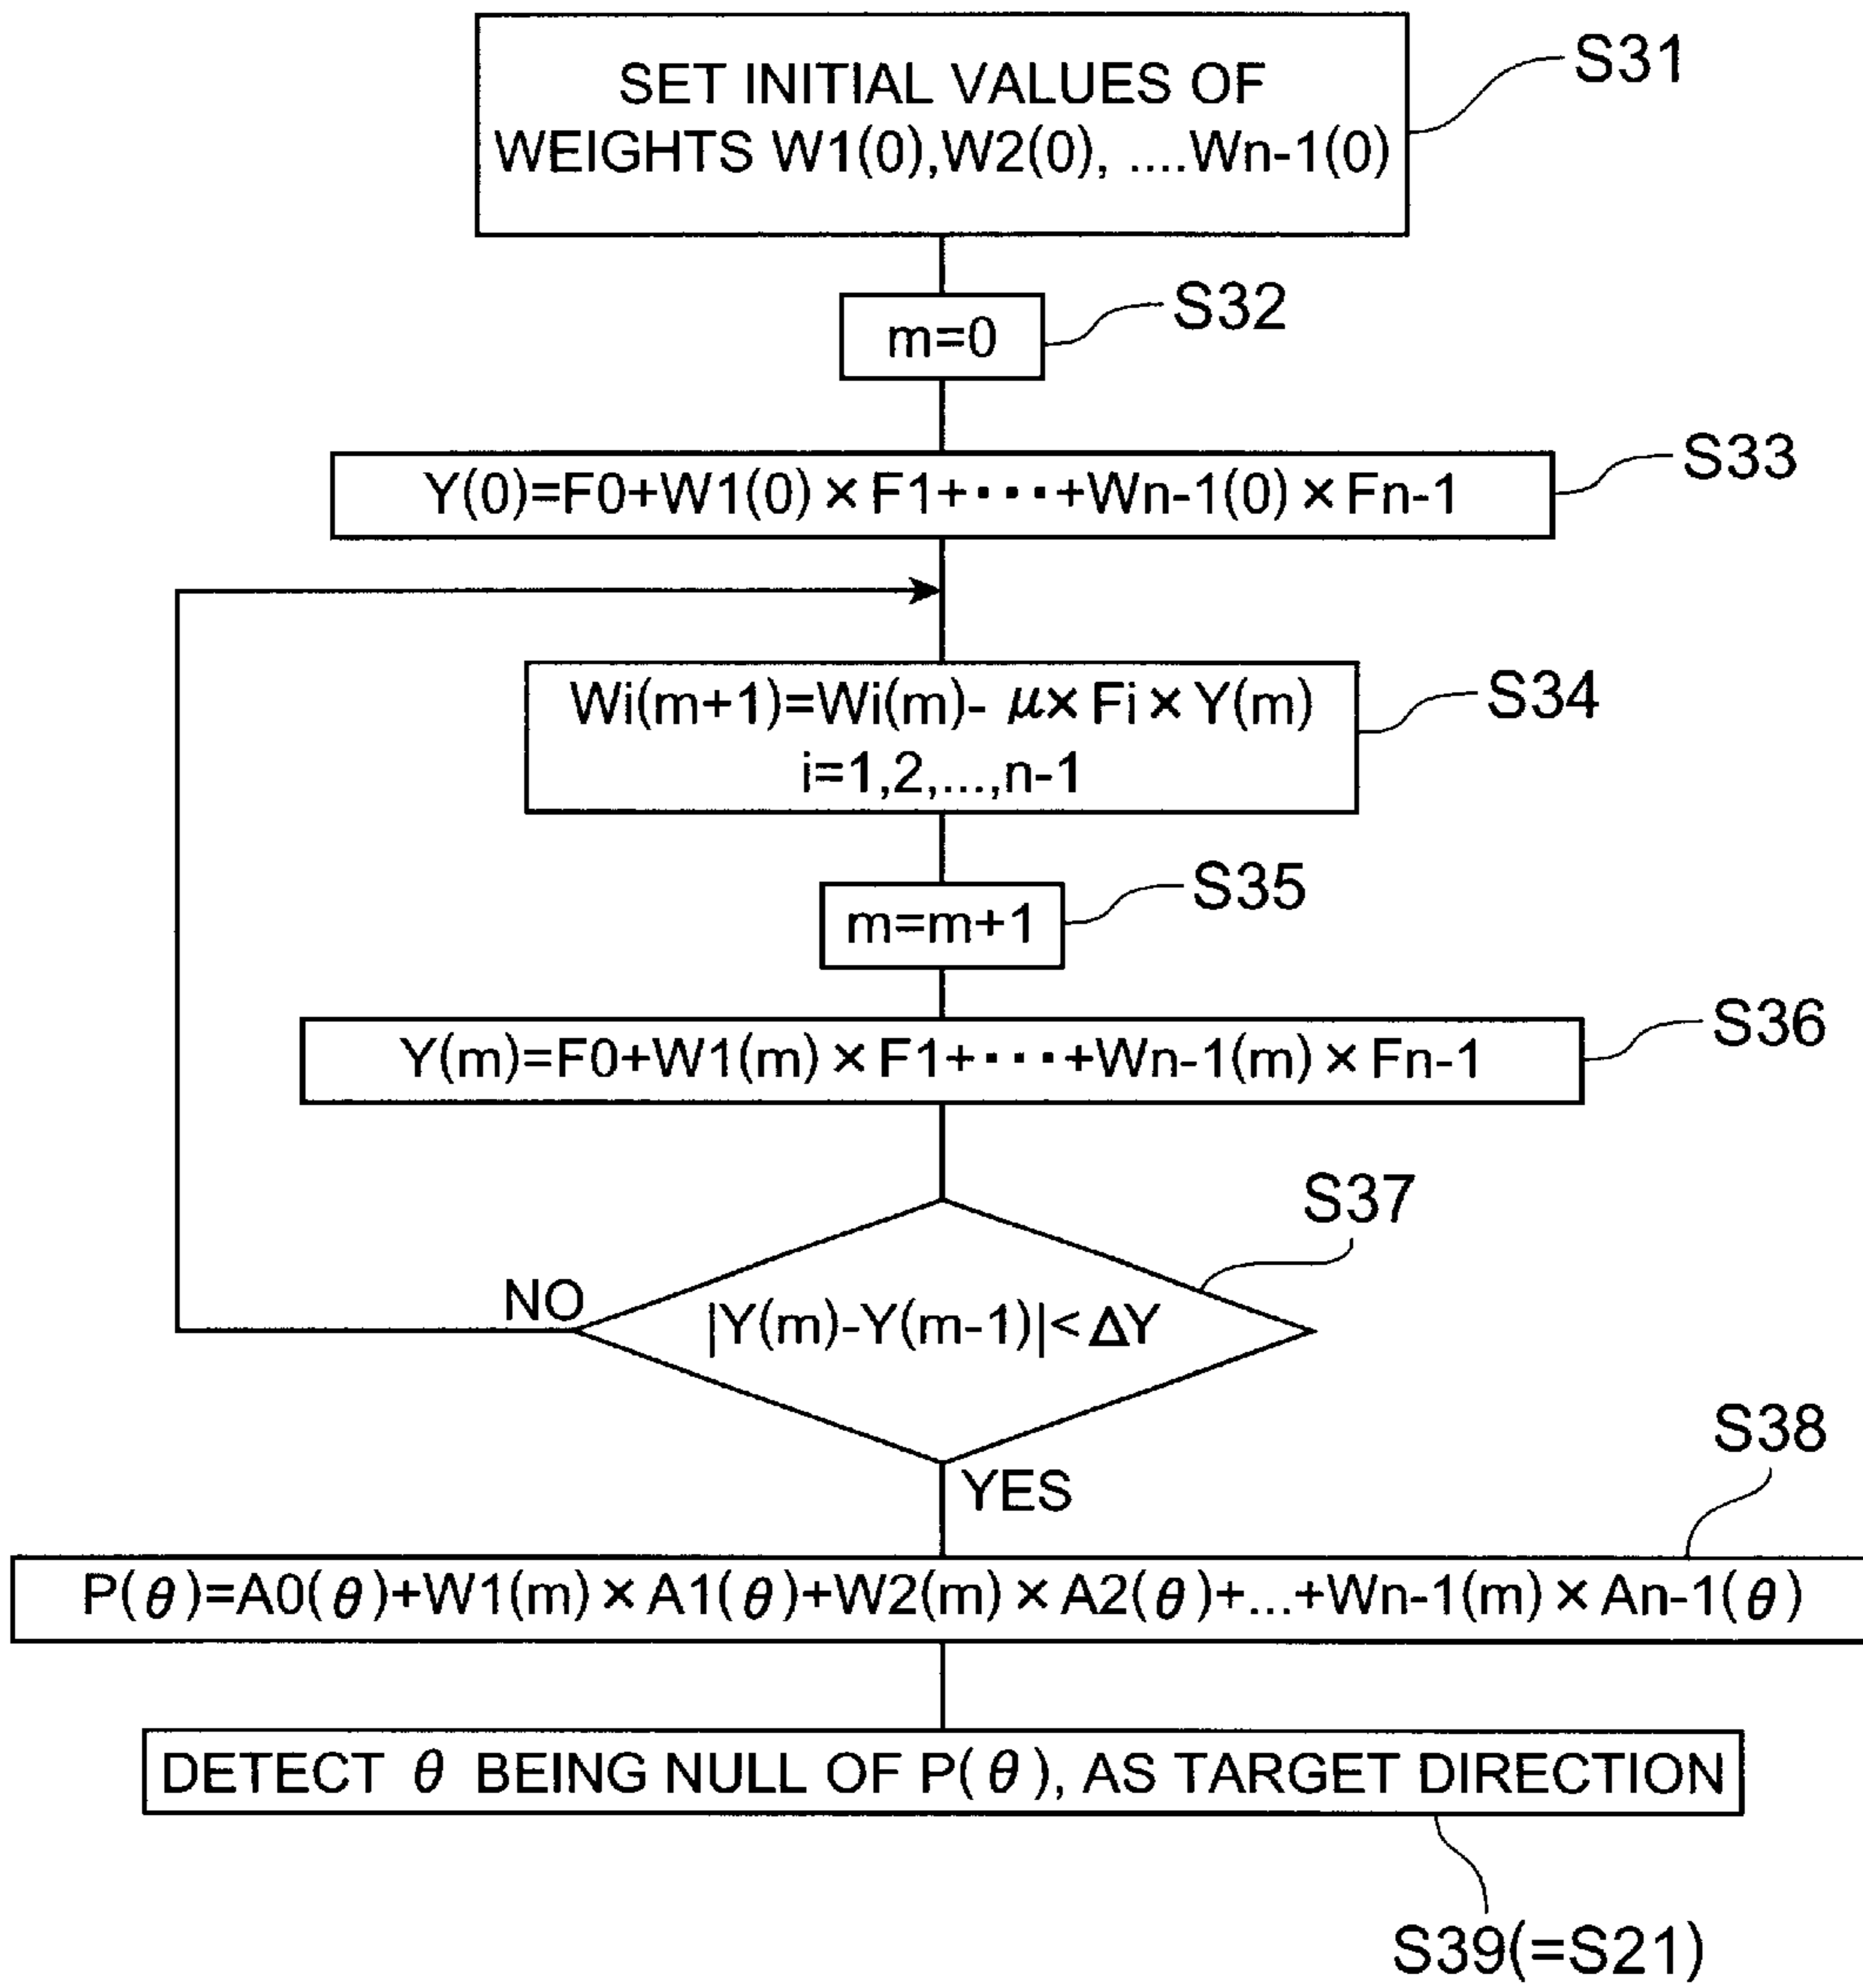 SET INITIAL VALUES OF
WEIGHTS W1(0),W2(0), ....Wn-1(0)
S31
m=0
S32
Y(0)=F0+W1(0)×F1+･･･+Wn-1(0)×Fn-1
S33
Wi(m+1)=Wi(m)- μ×Fi×Y(m)
i=1,2,...,n-1
S34
m=m+1
S35
Y(m)=F0+W1(m)×F1+･･･+Wn-1(m)×Fn-1
S36
S37
NO
|Y(m)-Y(m-1)|<ΔY
YES
S38
P(θ)=A0(θ)+W1(m)×A1(θ)+W2(m)×A2(θ)+...+Wn-1(m)×An-1(θ)
DETECT θ BEING NULL OF P(θ), AS TARGET DIRECTION
S39(=S21)